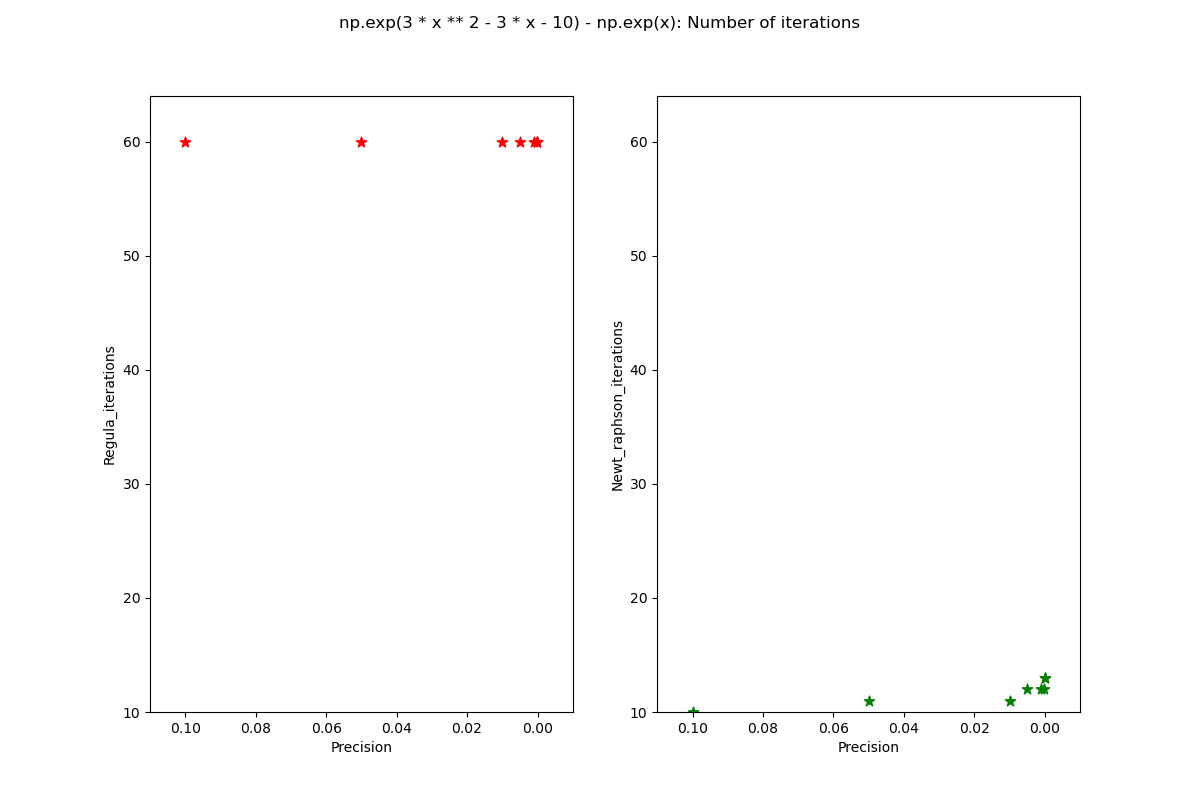 np.exp(3 * x ** 2 - 3 * x - 10) - np.exp(x): Number of iterations
60
50
40
30
20
10
Regula_iterations
0.10 0.08 0.06 0.04 0.02 0.00
Precision
60
50
40
30
20
10
Newt_raphson_iterations
0.10 0.08 0.06 0.04 0.02 0.00
Precision